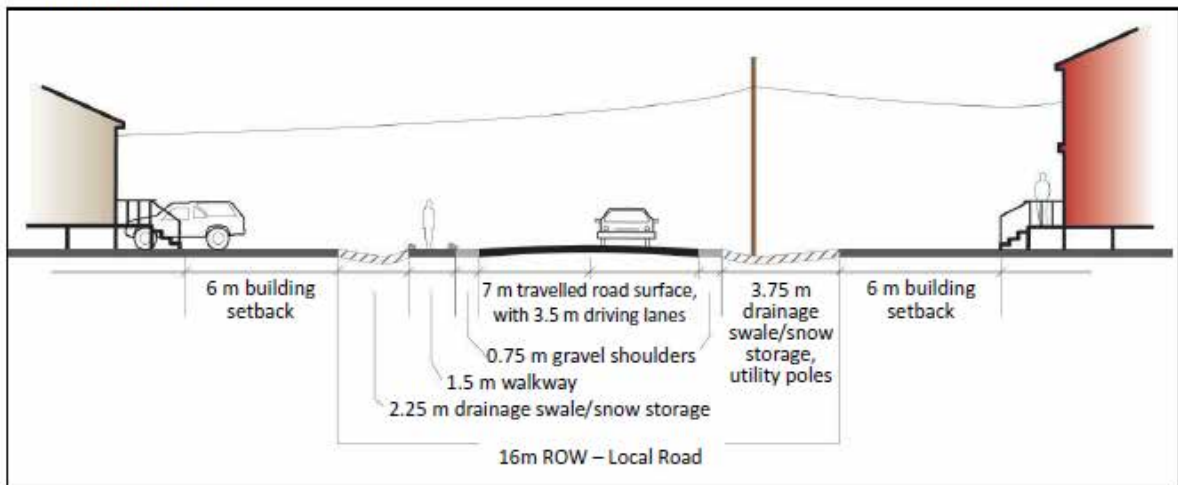 6 m building
setback
7 m travelled road surface,
with 3.5 m driving lanes
3.75 m
drainage
swale/snow
storage,
utility poles
6 m building
setback
0.75 m gravel shoulders
1.5 m walkway
2.25 m drainage swale/snow storage
16m ROW – Local Road